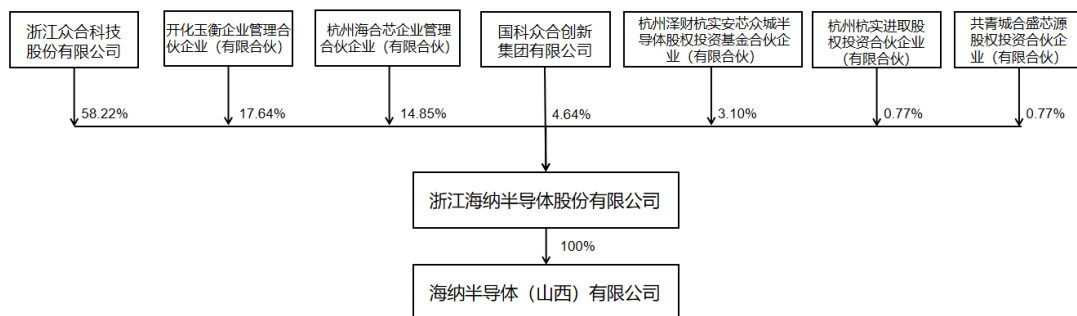 浙江众合科技
股份有限公司
开化玉衡企业管理合
伙企业（有限合伙）
杭州海合芯企业管理
合伙企业（有限合伙）
国科众合创新
集团有限公司
杭州泽财杭实安芯众城半
导体股权投资基金合伙企
业（有限合伙）
杭州杭实进取股
权投资合伙企业
（有限合伙）
共青城合盛芯源
股权投资合伙企
业（有限合伙）
58.22%
17.64%
14.85%
4.64%
3.10%
0.77%
0.77%
浙江海纳半导体股份有限公司
100%
海纳半导体（山西）有限公司